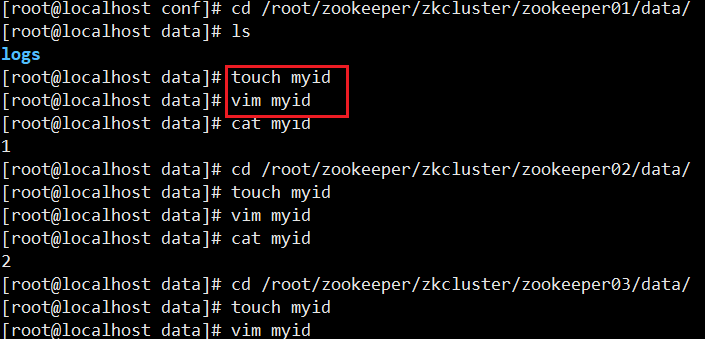 [root@localhost conf]# cd /root/zookeeper/zkcluster/zookeeper01/data/
[root@localhost data]# ls
logs
[root@localhost data]# touch myid
[root@localhost data]# vim myid
[root@localhost data]# cat myid
1
[root@localhost data]# cd /root/zookeeper/zkcluster/zookeeper02/data/
[root@localhost data]# touch myid
[root@localhost data]# vim myid
[root@localhost data]# cat myid
2
[root@localhost data]# cd /root/zookeeper/zkcluster/zookeeper03/data/
[root@localhost data]# touch myid
[root@localhost data]# vim myid